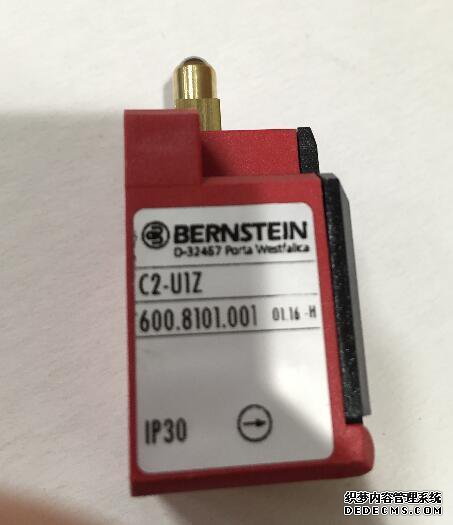 BERNSTEIN
D-32457 Porta Westfalica
C2-U1Z
600.8101.001 01.16 -H
IP30
织梦内容管理系统
DEDECMS.COM